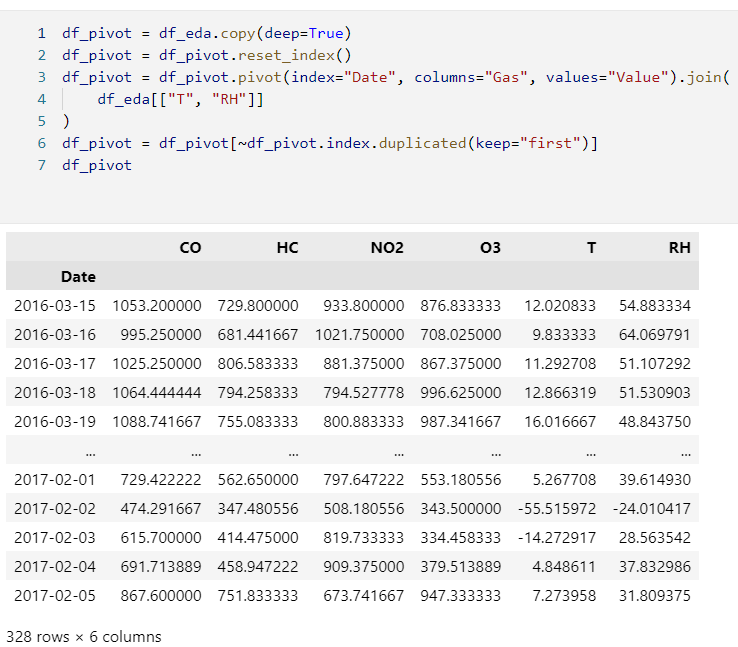 1 df_pivot = df_eda.copy(deep=True)
2 df_pivot = df_pivot.reset_index()
3 df_pivot = df_pivot.pivot(index="Date", columns="Gas", values="Value").join(
4     df_eda[["T", "RH"]]
5 )
6 df_pivot = df_pivot[~df_pivot.index.duplicated(keep="first")]
7 df_pivot
CO HC NO2 O3 T RH
Date
2016-03-15 1053.200000 729.800000 933.800000 876.833333 12.020833 54.883334
2016-03-16 995.250000 681.441667 1021.750000 708.025000 9.833333 64.069791
2016-03-17 1025.250000 806.583333 881.375000 867.375000 11.292708 51.107292
2016-03-18 1064.444444 794.258333 794.527778 996.625000 12.866319 51.530903
2016-03-19 1088.741667 755.083333 800.883333 987.341667 16.016667 48.843750
... ... ... ... ... ... ...
2017-02-01 729.422222 562.650000 797.647222 553.180556 5.267708 39.614930
2017-02-02 474.291667 347.480556 508.180556 343.500000 -55.515972 -24.010417
2017-02-03 615.700000 414.475000 819.733333 334.458333 -14.272917 28.563542
2017-02-04 691.713889 458.947222 909.375000 379.513889 4.848611 37.832986
2017-02-05 867.600000 751.833333 673.741667 947.333333 7.273958 31.809375
328 rows × 6 columns